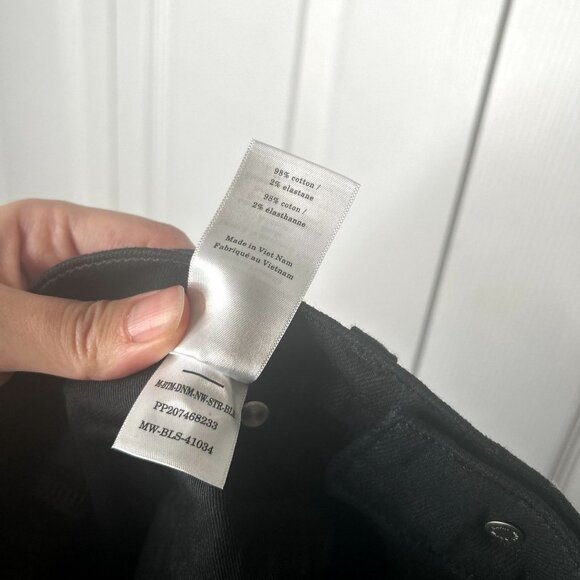 98% cotton /
2% elastane
98% coton /
2% élasthanne
Made in Viet Nam
Fabriqué au Vietnam
M-BTM-DNM-NW-STR-BLK
PP207468233
MW-BLS-41034